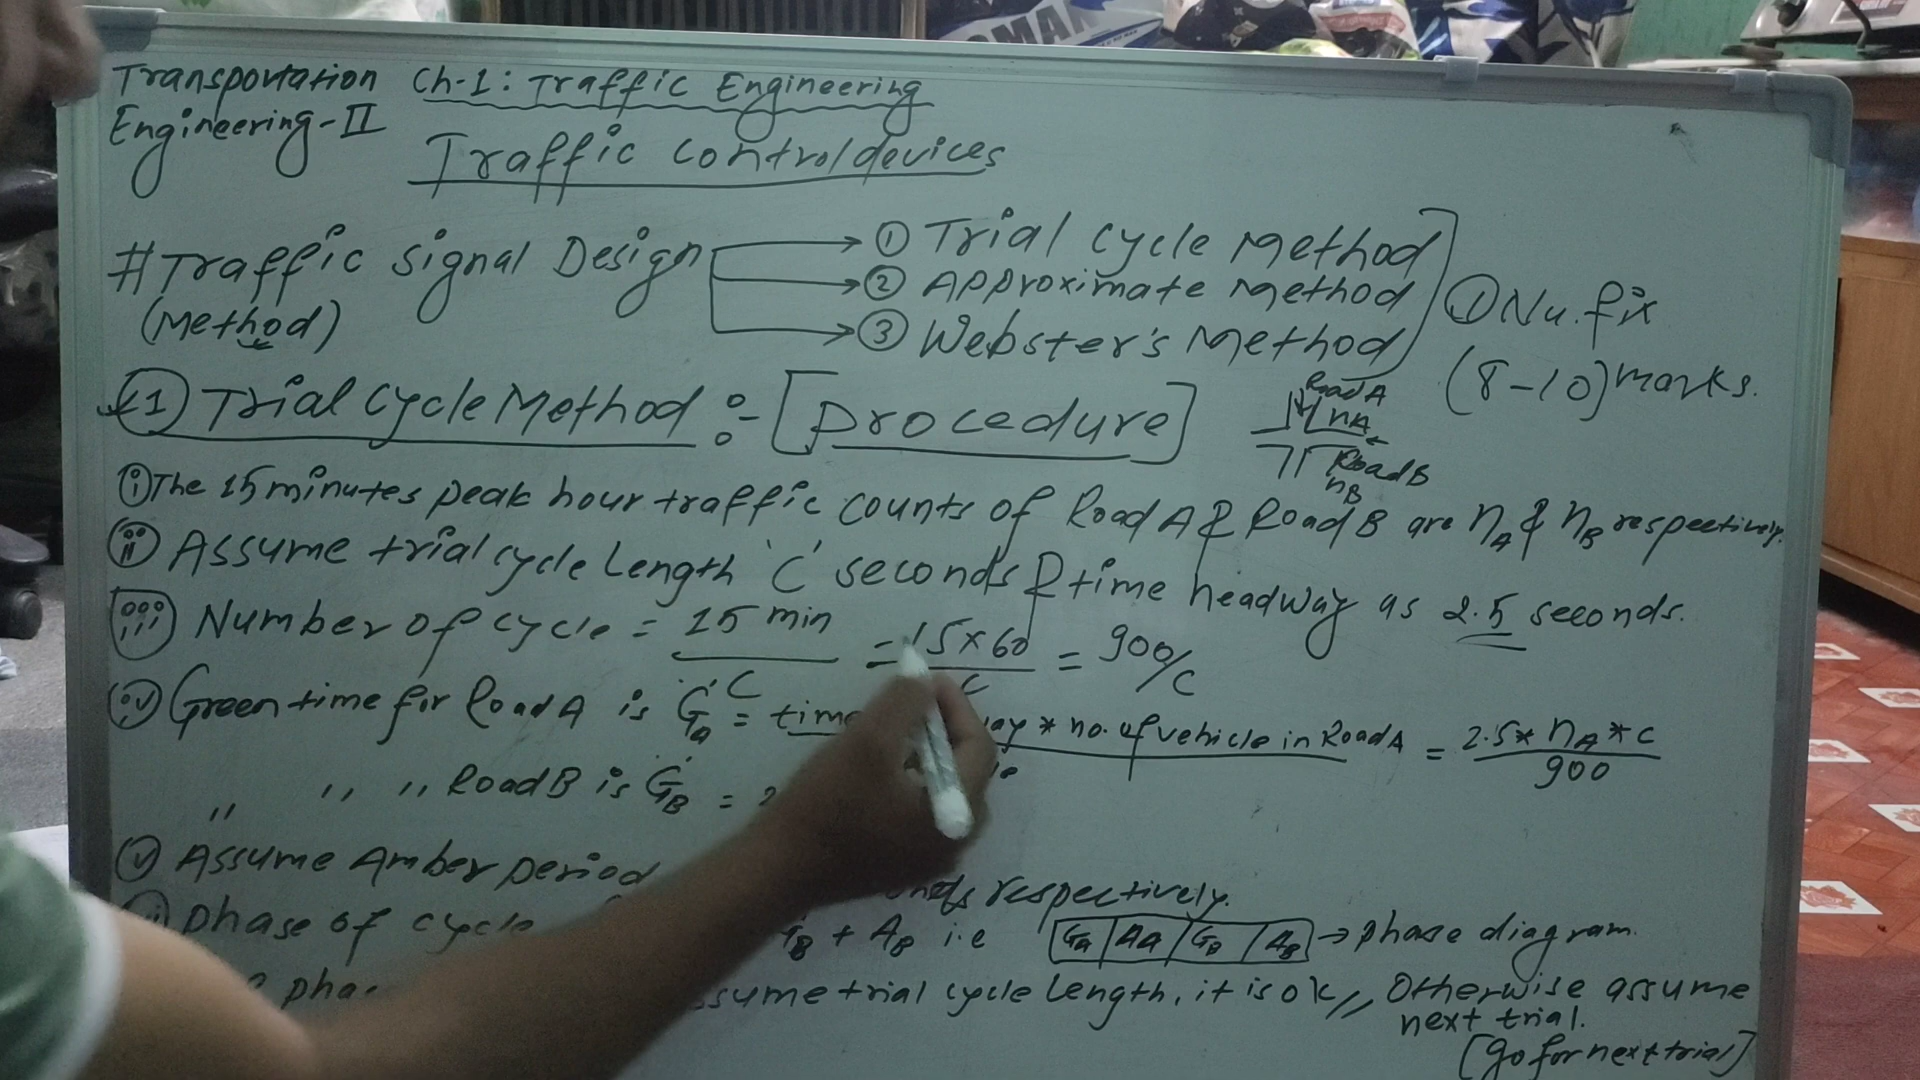 Transportation Ch-1: Traffic Engineering
Engineering-II
Traffic control devices
# Traffic signal Design
(Method)
① Trial cycle Method
② Approximate Method
③ Webster's Method
① Nu. fix
(8-10) marks.
① Trial Cycle Method :- [procedure]
Road A
nA
Road B
nB
ⓘ The 15 minutes peak hour traffic counts of Road A & Road B are nA & nB respectively.
ⓘⓘ Assume trial cycle Length 'C' seconds & time headway as 2.5 seconds.
ⓘⓘⓘ Number of cycle = 15 min / C = 15×60 / C = 900/C
ⓘⓥ Green time for Road A is GA = time * no. of vehicle in Road A = 2.5 * nA * C / 900
,, ,, ,, Road B is GB = 2
ⓥ Assume Amber period respectively.
phase of cycle GB + AB i.e GA | AA | GB | AB → phase diagram.
assume trial cycle length, it is ok // Otherwise assume
next trial.
[go for next trial]
OMAN